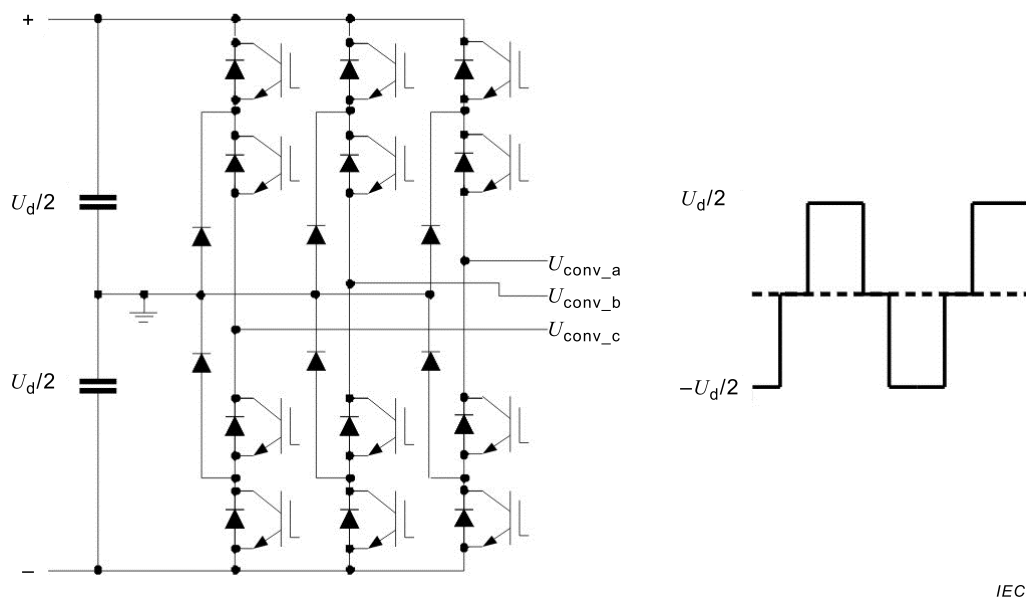 +
U_d/2
U_d/2
−
U_conv_a
U_conv_b
U_conv_c
U_d/2
−U_d/2
IEC